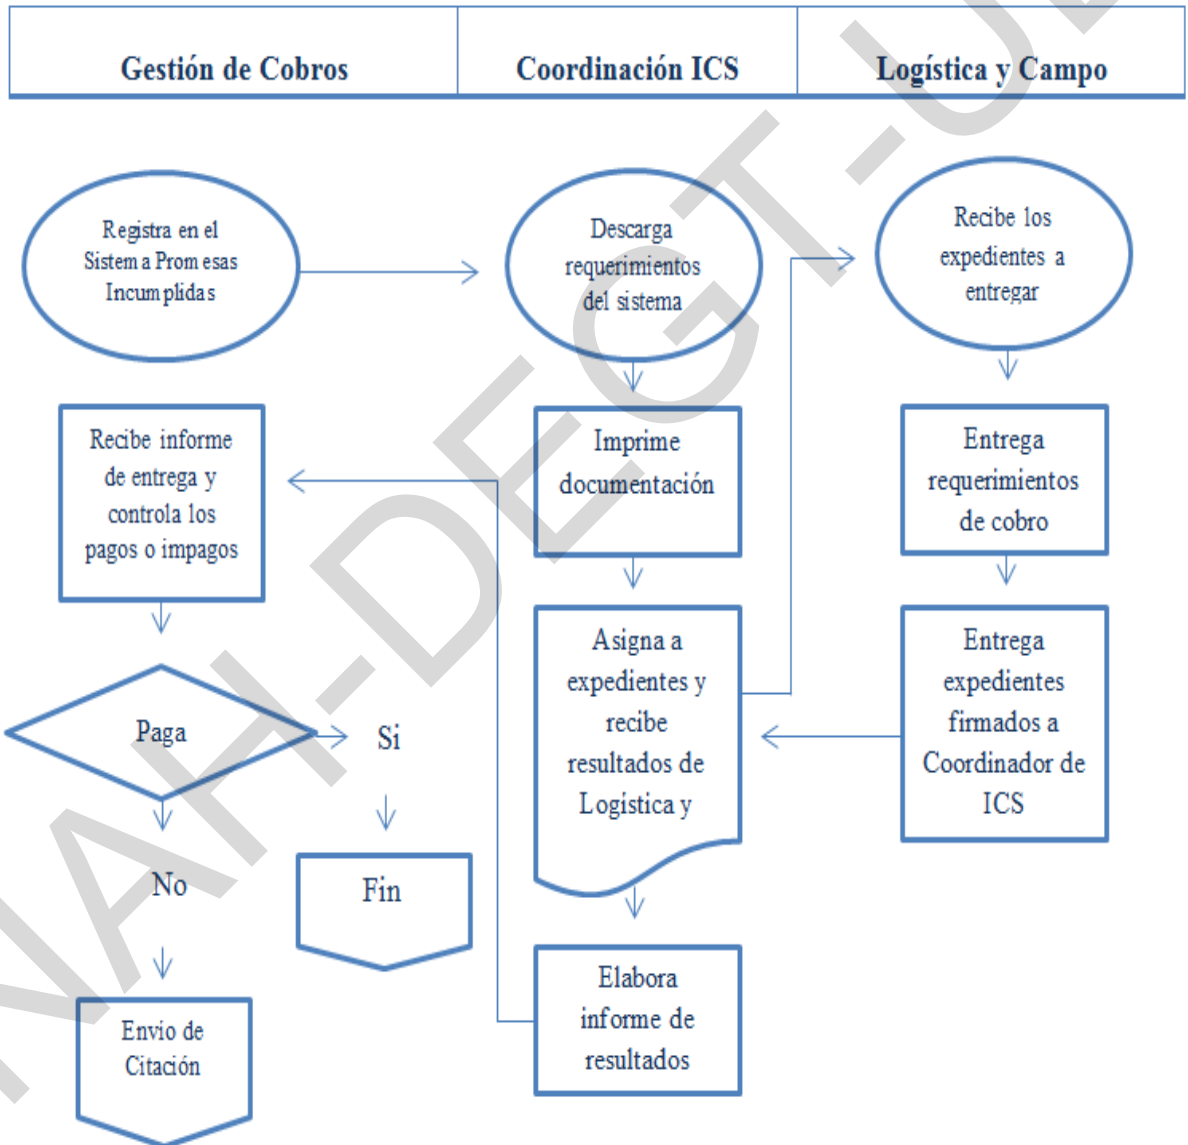 Gestión de Cobros
Coordinación ICS
Logística y Campo
Registra en el
Sistema Promesas
Incumplidas
Descarga
requerimientos
del sistema
Recibe los
expedientes a
entregar
Recibe informe
de entrega y
controla los
pagos o impagos
Imprime
documentación
Entrega
requerimientos
de cobro
Paga
Si
No
Fin
Envio de
Citación
Asigna a
expedientes y
recibe
resultados de
Logística y
Entrega
expedientes
firmados a
Coordinador de
ICS
Elabora
informe de
resultados
NAH-DEGT-U